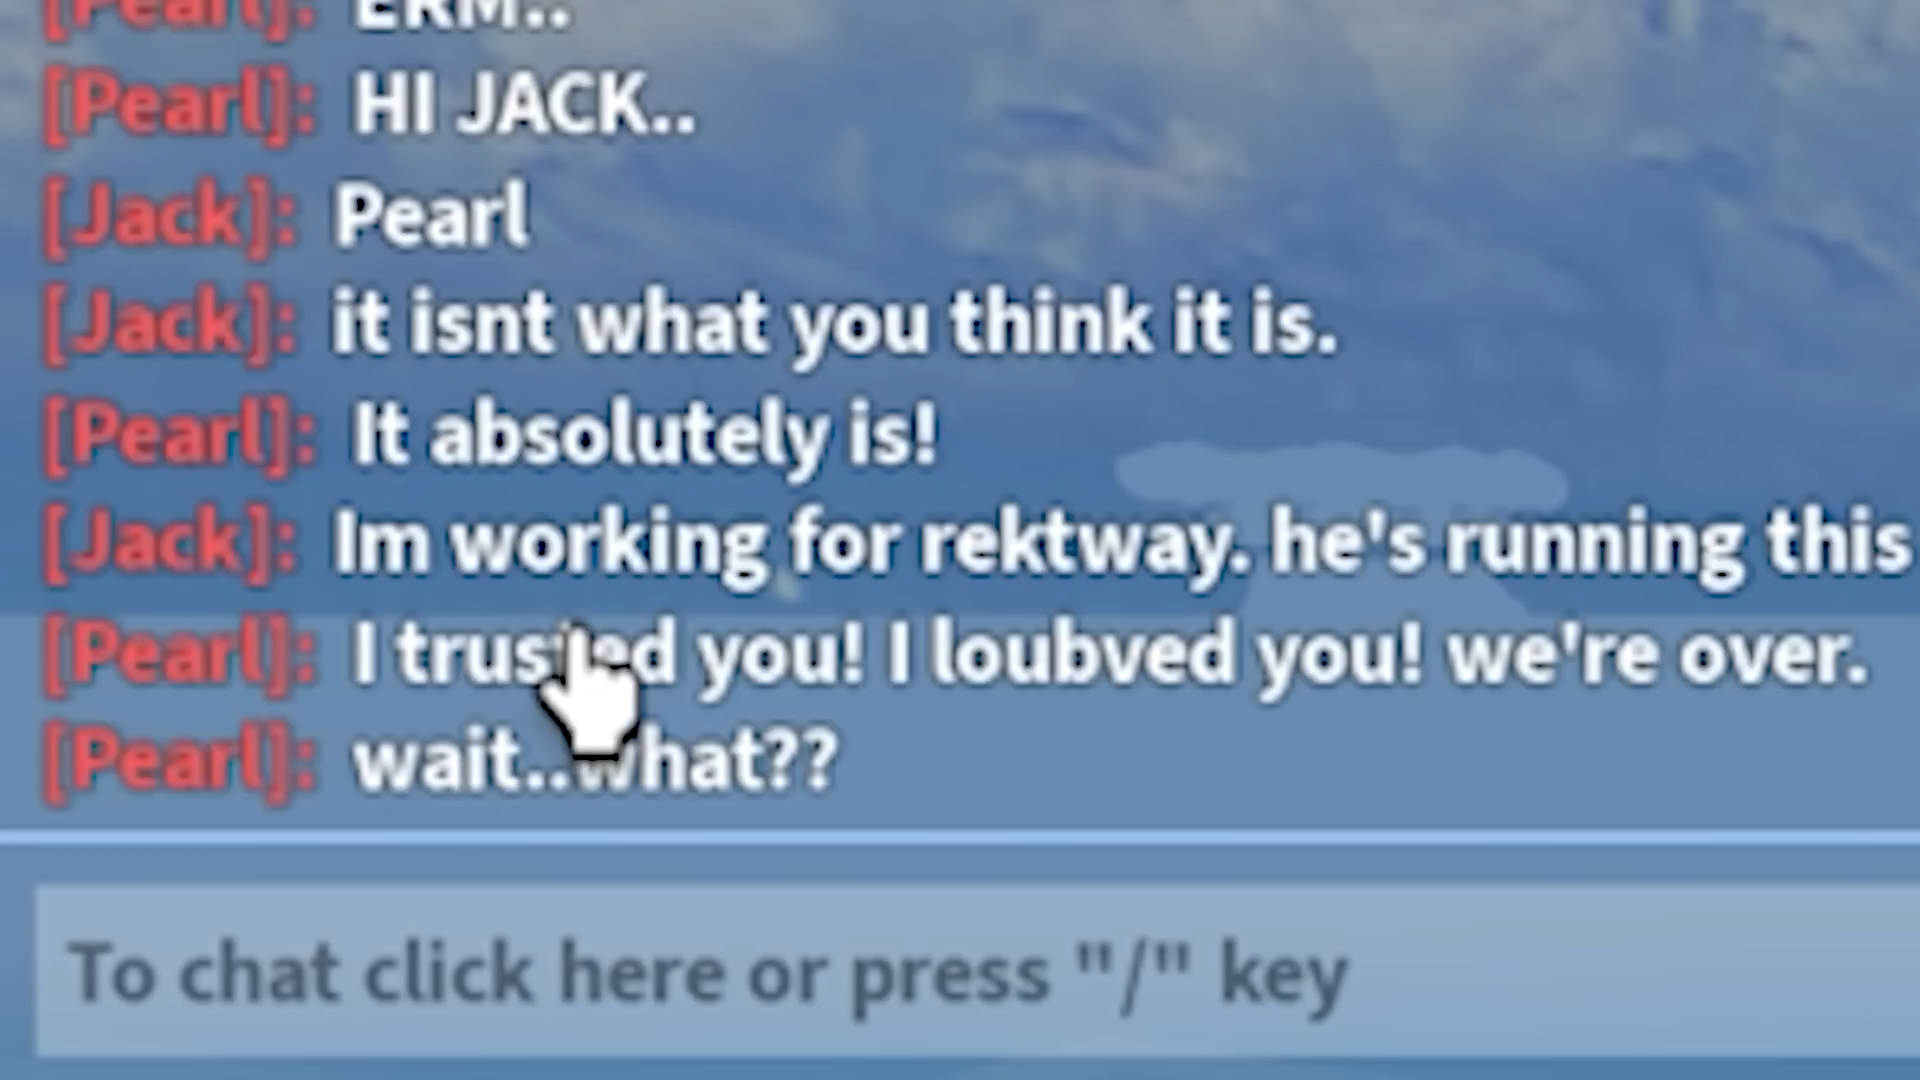 [Pearl]: ERM..
[Pearl]: HI JACK..
[Jack]: Pearl
[Jack]: it isnt what you think it is.
[Pearl]: It absolutely is!
[Jack]: Im working for rektway. he's running this
[Pearl]: I trusted you! I loubved you! we're over.
[Pearl]: wait..what??
To chat click here or press "/" key